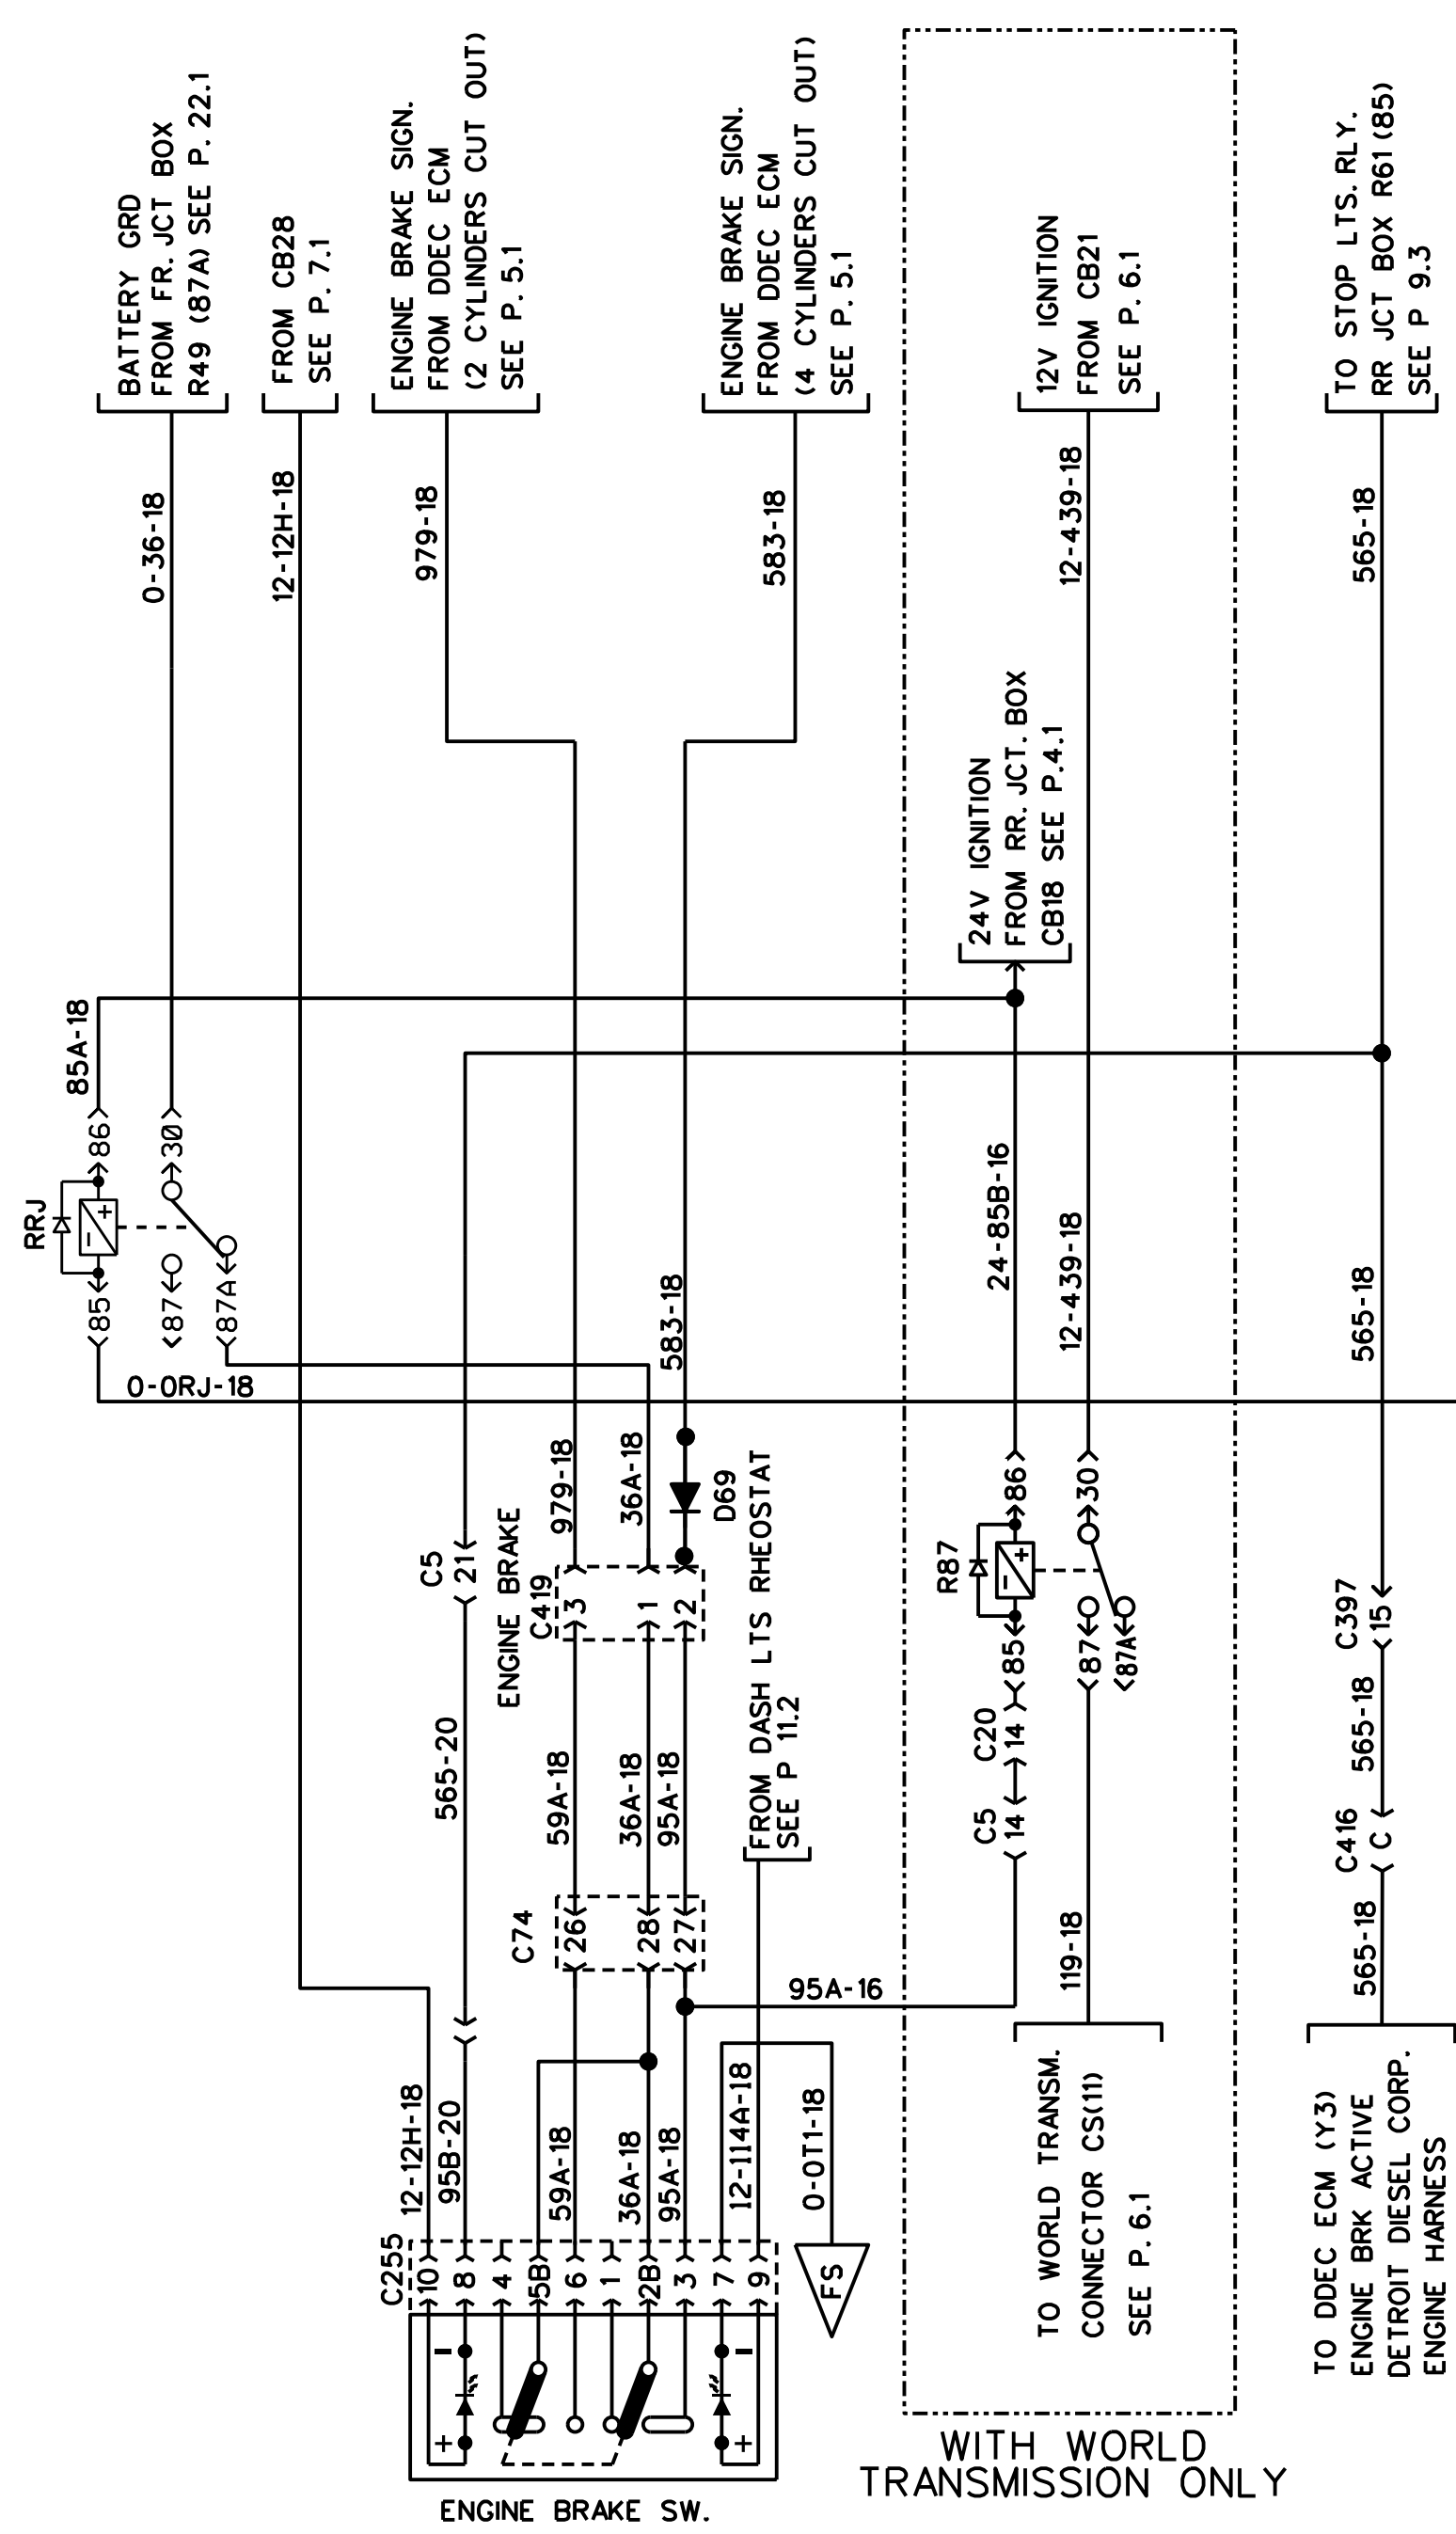 BATTERY GRD
FROM FR. JCT BOX
R49 (87A) SEE P. 22.1
FROM CB28
SEE P. 7.1
ENGINE BRAKE SIGN.
FROM DDEC ECM
(2 CYLINDERS CUT OUT)
SEE P. 5.1
ENGINE BRAKE SIGN.
FROM DDEC ECM
(4 CYLINDERS CUT OUT)
SEE P. 5.1
12V IGNITION
FROM CB21
SEE P. 6.1
TO STOP LTS. RLY.
RR JCT BOX R61 (85)
SEE P 9.3
0-36-18
12-12H-18
979-18
583-18
12-439-18
565-18
24V IGNITION
FROM RR. JCT. BOX
CB18 SEE P.4.1
85A-18
RRJ
86
30
85
87
87A
- +
0-0RJ-18
583-18
24-85B-16
12-439-18
565-18
C5
21
ENGINE BRAKE
979-18
36A-18
D69
C419
3
1
2
FROM DASH LTS RHEOSTAT
SEE P 11.2
R87
86
30
85
87
87A
- +
C397
15
565-20
59A-18
36A-18
95A-18
C20
14
C5
14
565-18
C416
C
C74
26
28
27
95A-16
119-18
565-18
12-12H-18
95B-20
59A-18
36A-18
95A-18
12-114A-18
0-0T1-18
FS
C255
10
8
4
5B
6
1
2B
3
7
9
- -
+ +
ENGINE BRAKE SW.
TO WORLD TRANSM.
CONNECTOR CS(11)
SEE P. 6.1
TO DDEC ECM (Y3)
ENGINE BRK ACTIVE
DETROIT DIESEL CORP.
ENGINE HARNESS
WITH WORLD
TRANSMISSION ONLY